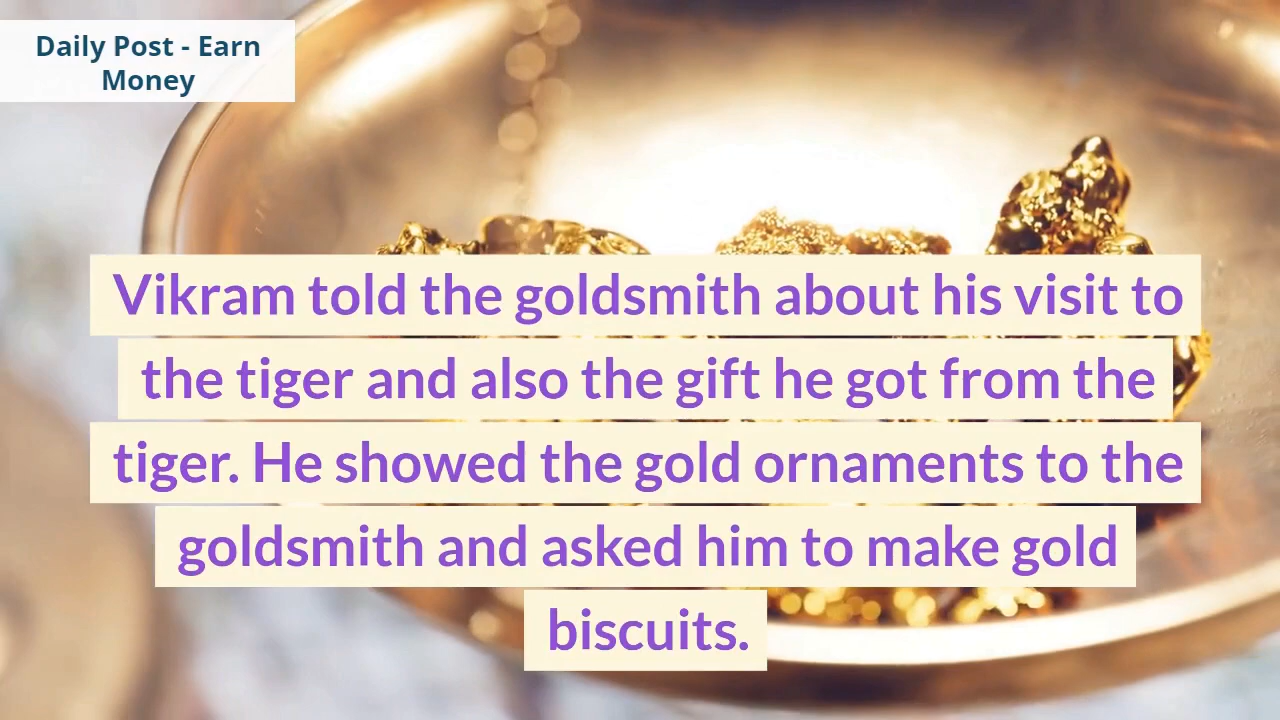 Daily Post - Earn
Money
Vikram told the goldsmith about his visit to
the tiger and also the gift he got from the
tiger. He showed the gold ornaments to the
goldsmith and asked him to make gold
biscuits.